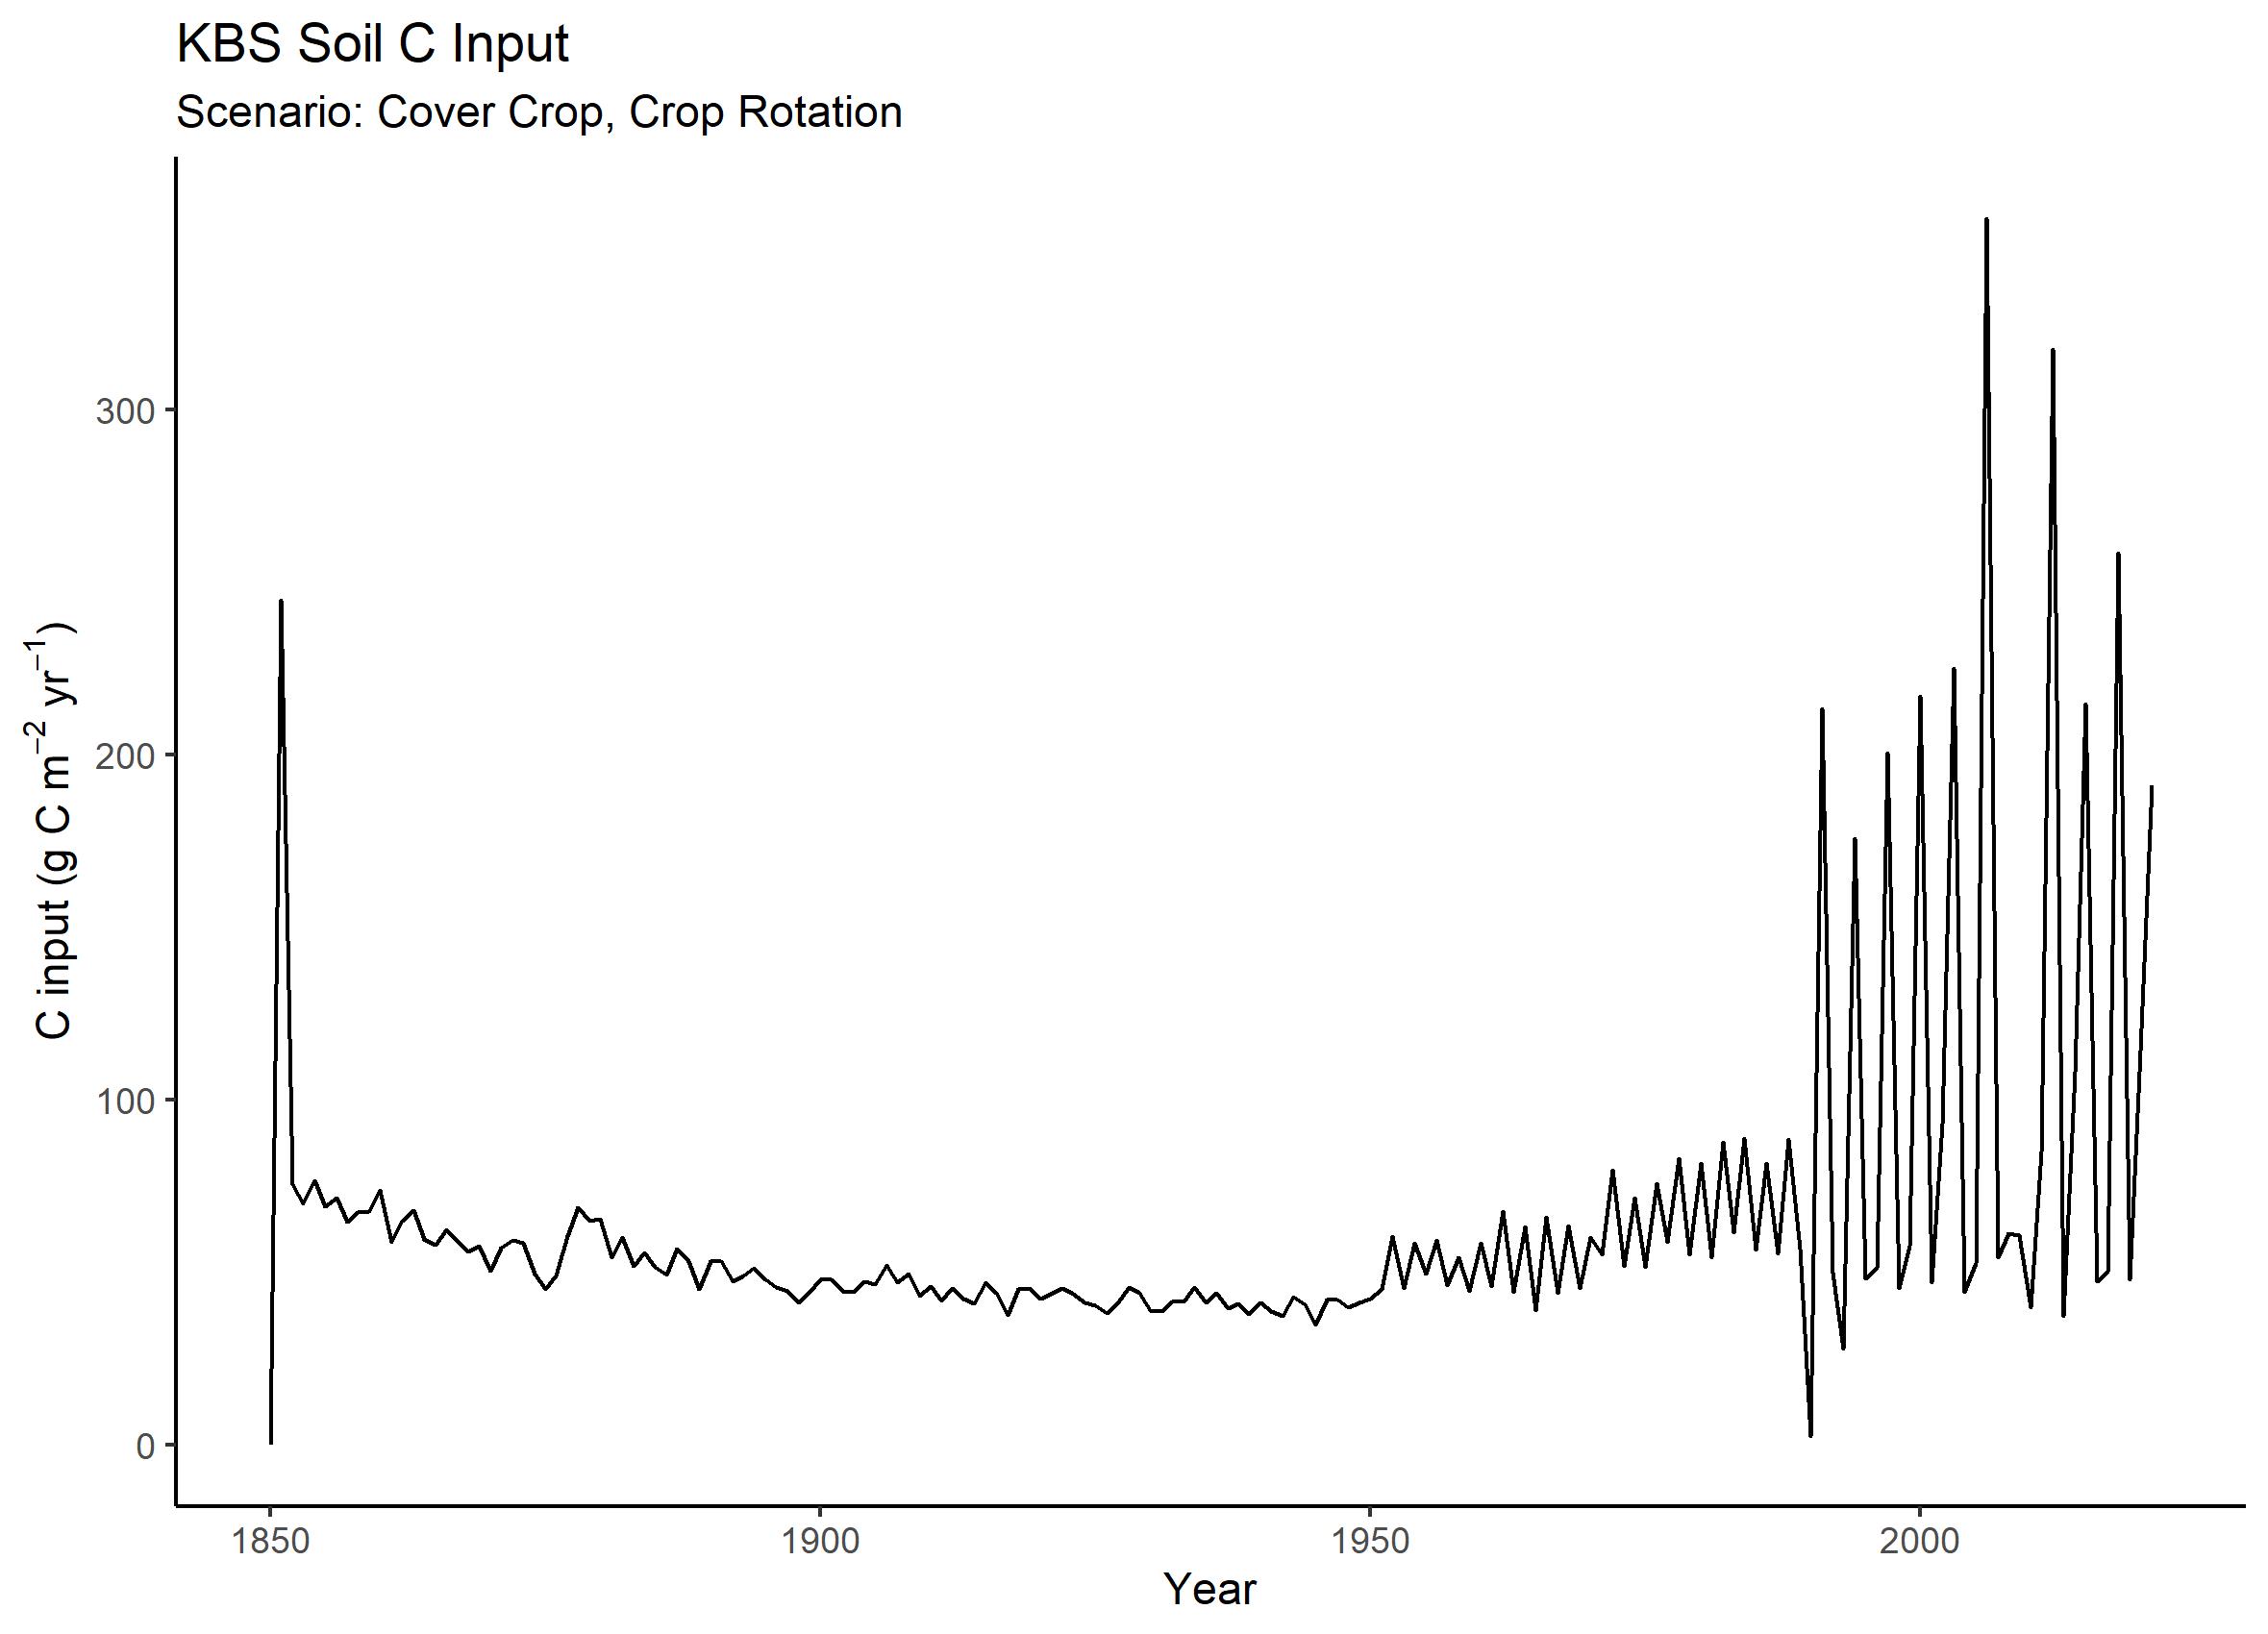 KBS Soil C Input
Scenario: Cover Crop, Crop Rotation
C input (g C m⁻² yr⁻¹)
300
200
100
0
1850 1900 1950 2000
Year